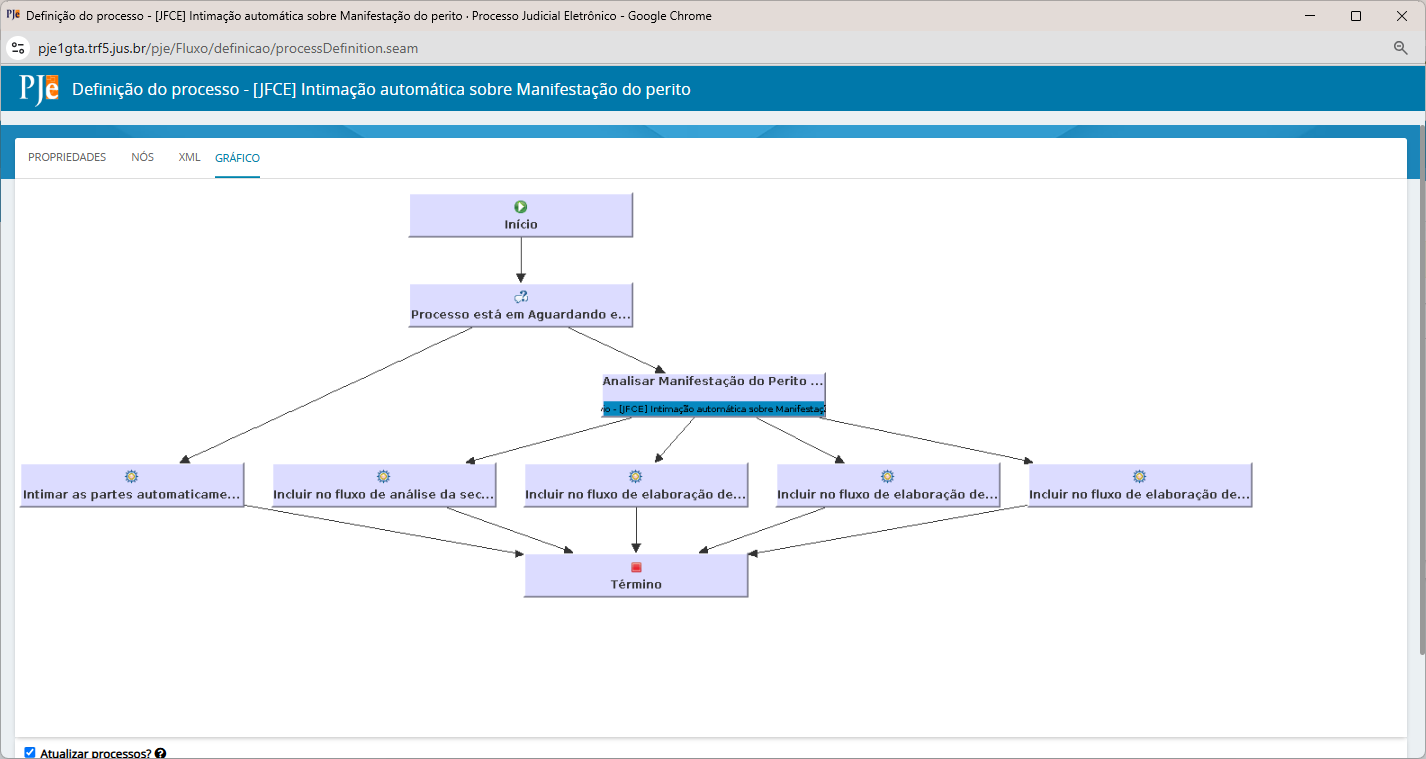 Definição do processo - [JFCE] Intimação automática sobre Manifestação do perito · Processo Judicial Eletrônico - Google Chrome
pje1gta.trf5.jus.br/pje/Fluxo/definicao/processDefinition.seam
PJe Definição do processo - [JFCE] Intimação automática sobre Manifestação do perito
PROPRIEDADES NÓS XML GRÁFICO
Início
Processo está em Aguardando e...
Analisar Manifestação do Perito ...
io - [JFCE] Intimação automática sobre Manifestaç
Intimar as partes automaticame...
Incluir no fluxo de análise da sec...
Incluir no fluxo de elaboração de...
Incluir no fluxo de elaboração de...
Incluir no fluxo de elaboração de...
Término
Atualizar processos?